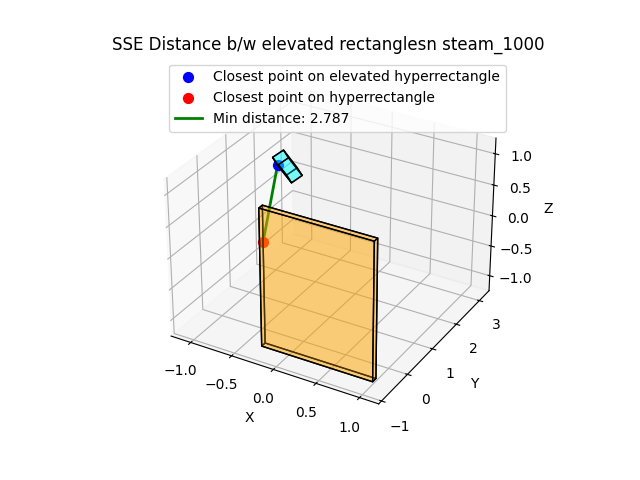 SSE Distance b/w elevated rectanglesn steam_1000
Closest point on elevated hyperrectangle
Closest point on hyperrectangle
Min distance: 2.787
1.0
0.5
0.0
−0.5
−1.0
Z
3
2
1
0
−1
Y
−1.0
−0.5
0.0
0.5
1.0
X